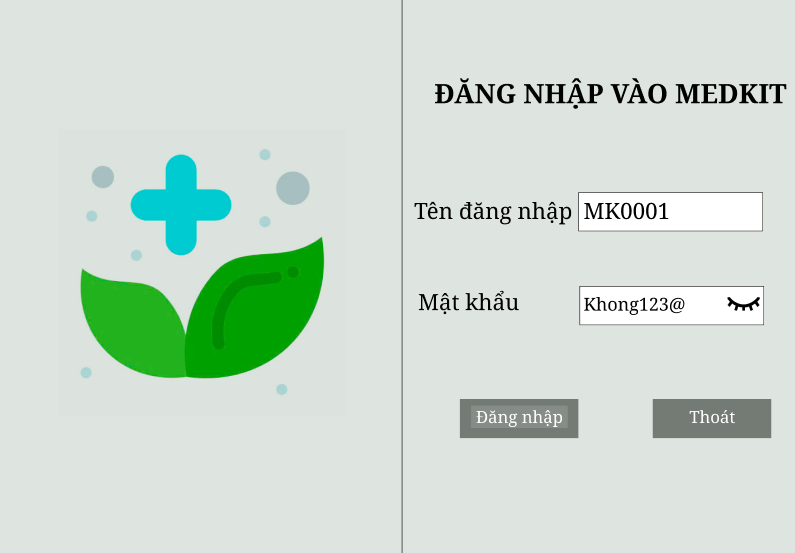 ĐĂNG NHẬP VÀO MEDKIT
Tên đăng nhập MK0001
Mật khẩu Khong123@
Đăng nhập Thoát